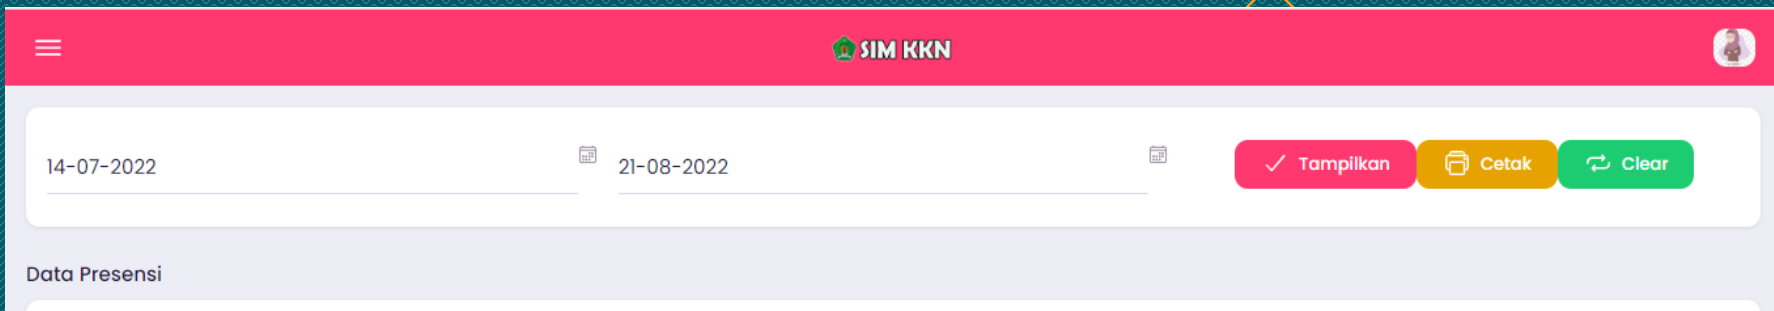 SIM KKN
14-07-2022
21-08-2022
Tampilkan
Cetak
Clear
Data Presensi